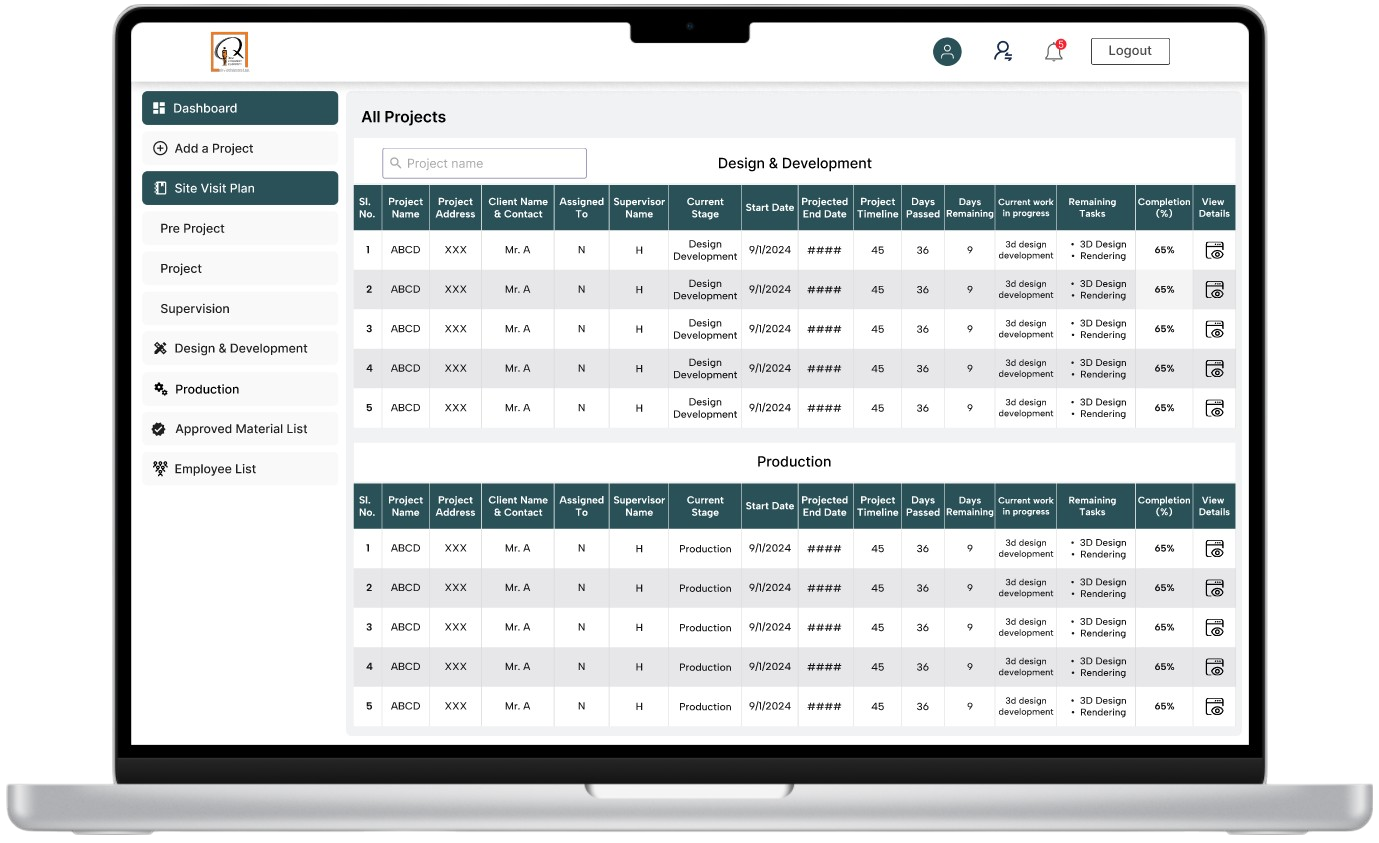 5
Logout
Dashboard
Add a Project
Site Visit Plan
Pre Project
Project
Supervision
Design & Development
Production
Approved Material List
Employee List
All Projects
Project name
Design & Development
Sl. No. Project Name Project Address Client Name & Contact Assigned To Supervisor Name Current Stage Start Date Projected End Date Project Timeline Days Passed Days Remaining Current work in progress Remaining Tasks Completion (%) View Details
1 ABCD XXX Mr. A N H Design Development 9/1/2024 #### 45 36 9 3d design development • 3D Design • Rendering 65%
2 ABCD XXX Mr. A N H Design Development 9/1/2024 #### 45 36 9 3d design development • 3D Design • Rendering 65%
3 ABCD XXX Mr. A N H Design Development 9/1/2024 #### 45 36 9 3d design development • 3D Design • Rendering 65%
4 ABCD XXX Mr. A N H Design Development 9/1/2024 #### 45 36 9 3d design development • 3D Design • Rendering 65%
5 ABCD XXX Mr. A N H Design Development 9/1/2024 #### 45 36 9 3d design development • 3D Design • Rendering 65%
Production
Sl. No. Project Name Project Address Client Name & Contact Assigned To Supervisor Name Current Stage Start Date Projected End Date Project Timeline Days Passed Days Remaining Current work in progress Remaining Tasks Completion (%) View Details
1 ABCD XXX Mr. A N H Production 9/1/2024 #### 45 36 9 3d design development • 3D Design • Rendering 65%
2 ABCD XXX Mr. A N H Production 9/1/2024 #### 45 36 9 3d design development • 3D Design • Rendering 65%
3 ABCD XXX Mr. A N H Production 9/1/2024 #### 45 36 9 3d design development • 3D Design • Rendering 65%
4 ABCD XXX Mr. A N H Production 9/1/2024 #### 45 36 9 3d design development • 3D Design • Rendering 65%
5 ABCD XXX Mr. A N H Production 9/1/2024 #### 45 36 9 3d design development • 3D Design • Rendering 65%